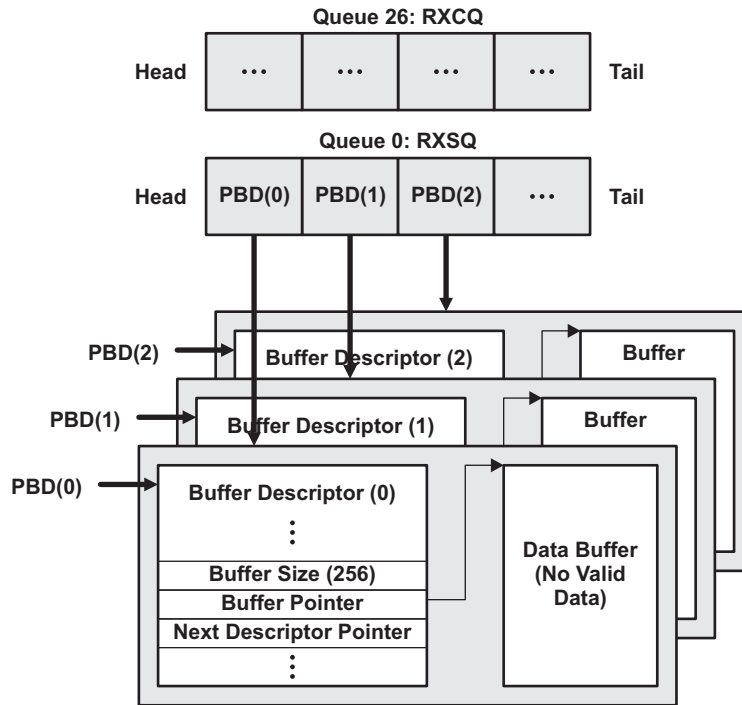 Queue 26: RXCQ
Head ... ... ... ... Tail
Queue 0: RXSQ
Head PBD(0) PBD(1) PBD(2) ... Tail
PBD(2) Buffer Descriptor (2) Buffer
PBD(1) Buffer Descriptor (1) Buffer
PBD(0) Buffer Descriptor (0)
Buffer Size (256)
Buffer Pointer
Next Descriptor Pointer
Data Buffer
(No Valid
Data)